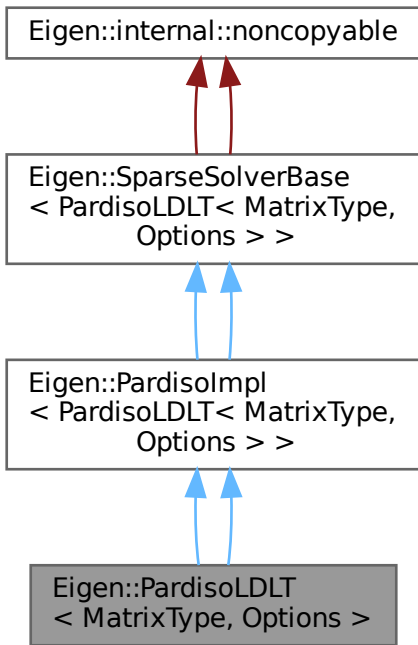 Eigen::internal::noncopyable
Eigen::SparseSolverBase
< PardisoLDLT< MatrixType,
Options > >
Eigen::PardisoImpl
< PardisoLDLT< MatrixType,
Options > >
Eigen::PardisoLDLT
< MatrixType, Options >